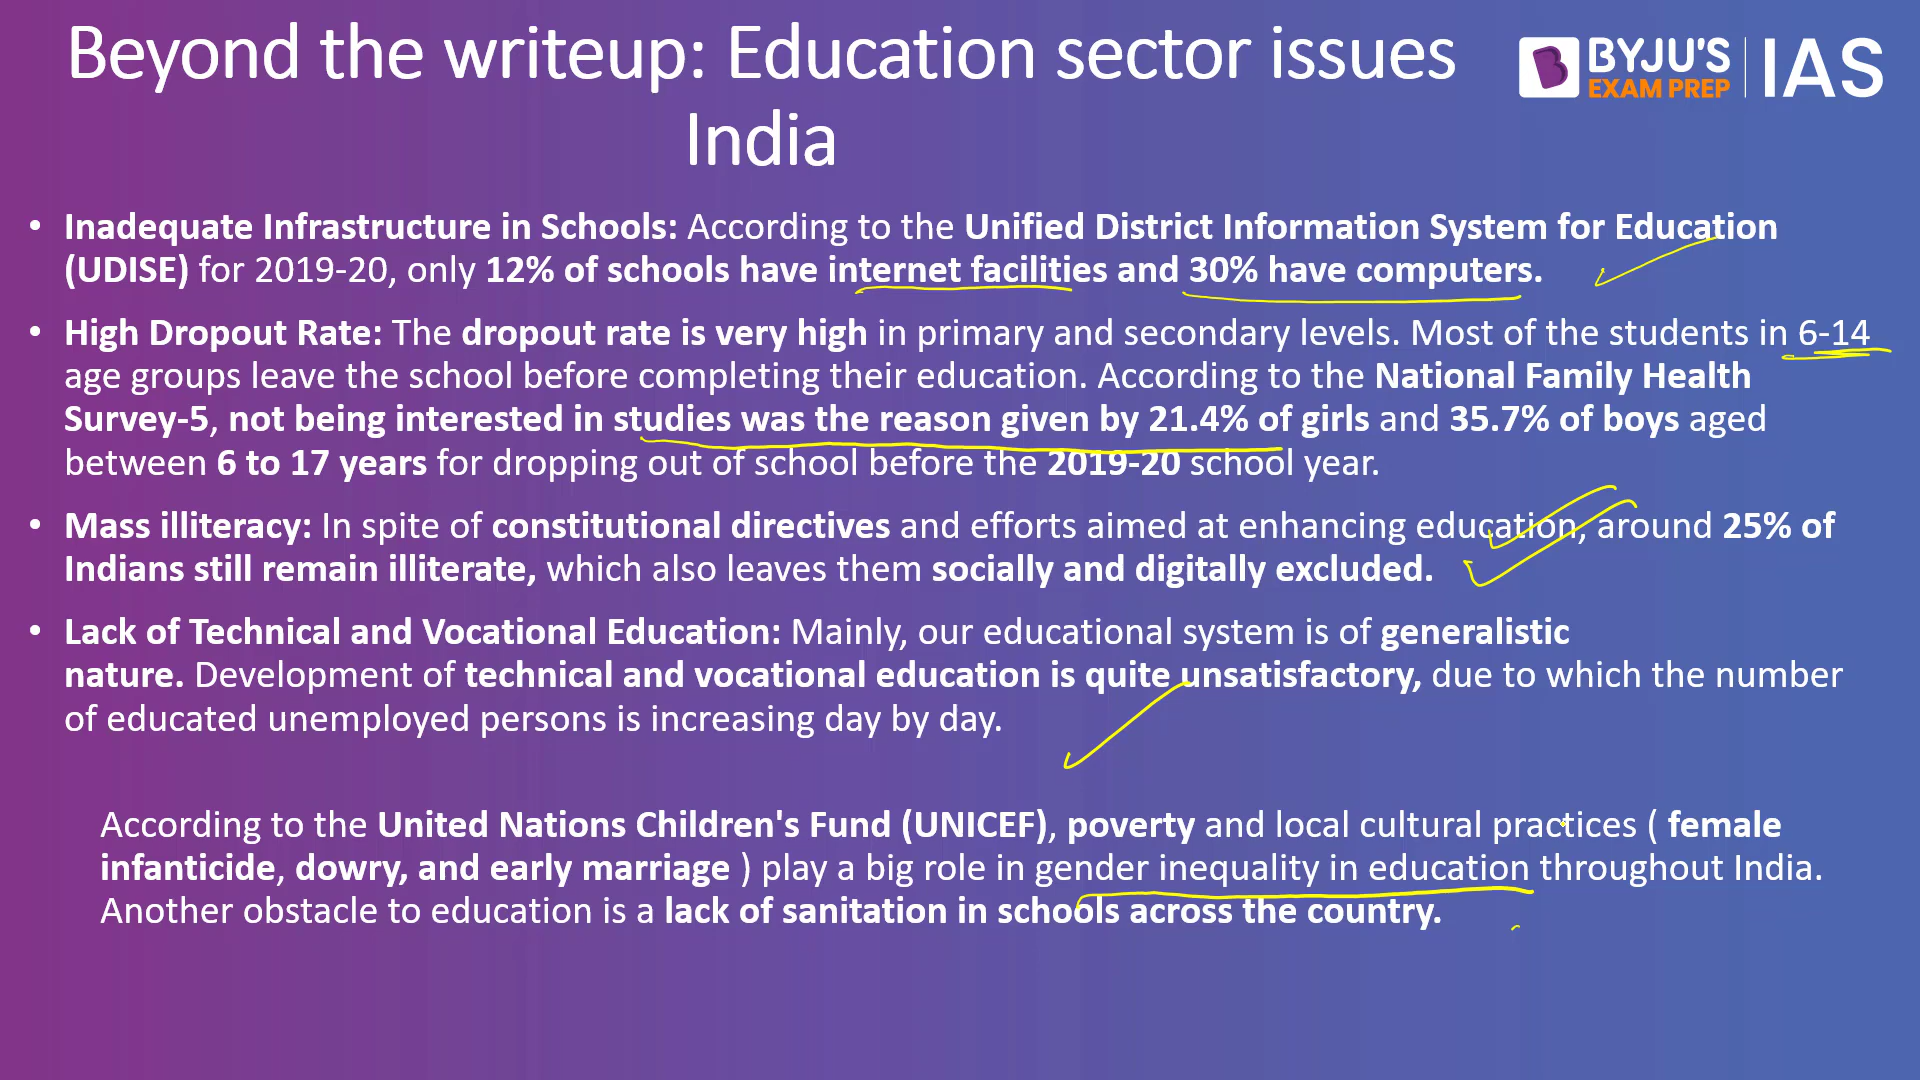 Beyond the writeup: Education sector issues
India
BYJU'S
EXAM PREP
IAS
• Inadequate Infrastructure in Schools: According to the Unified District Information System for Education
(UDISE) for 2019-20, only 12% of schools have internet facilities and 30% have computers.
• High Dropout Rate: The dropout rate is very high in primary and secondary levels. Most of the students in 6-14
age groups leave the school before completing their education. According to the National Family Health
Survey-5, not being interested in studies was the reason given by 21.4% of girls and 35.7% of boys aged
between 6 to 17 years for dropping out of school before the 2019-20 school year.
• Mass illiteracy: In spite of constitutional directives and efforts aimed at enhancing education, around 25% of
Indians still remain illiterate, which also leaves them socially and digitally excluded.
• Lack of Technical and Vocational Education: Mainly, our educational system is of generalistic
nature. Development of technical and vocational education is quite unsatisfactory, due to which the number
of educated unemployed persons is increasing day by day.
According to the United Nations Children's Fund (UNICEF), poverty and local cultural practices ( female
infanticide, dowry, and early marriage ) play a big role in gender inequality in education throughout India.
Another obstacle to education is a lack of sanitation in schools across the country.